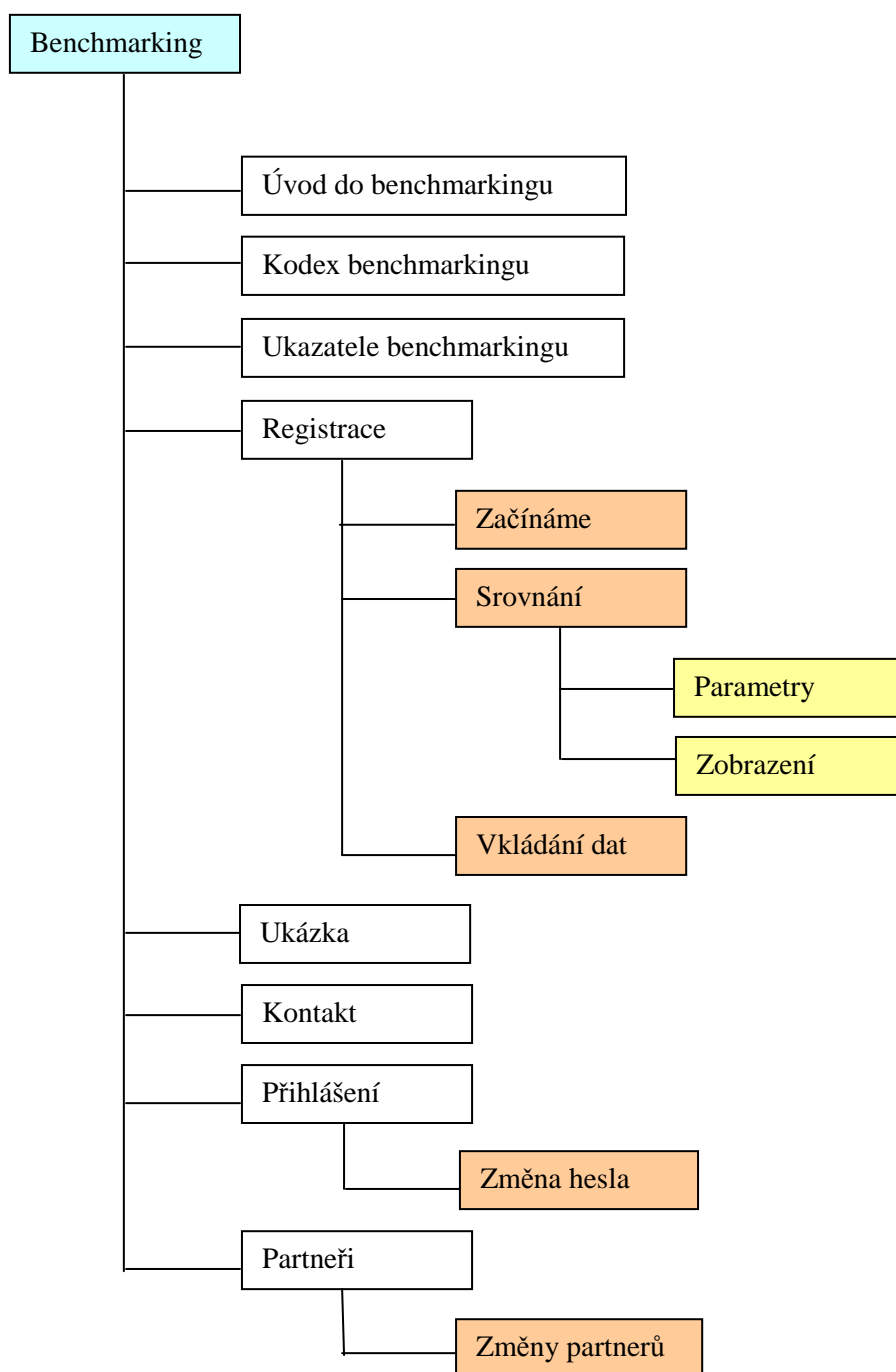 Benchmarking
Úvod do benchmarkingu
Kodex benchmarkingu
Ukazatele benchmarkingu
Registrace
Začínáme
Srovnání
Parametry
Zobrazení
Vkládání dat
Ukázka
Kontakt
Přihlášení
Změna hesla
Partneři
Změny partnerů